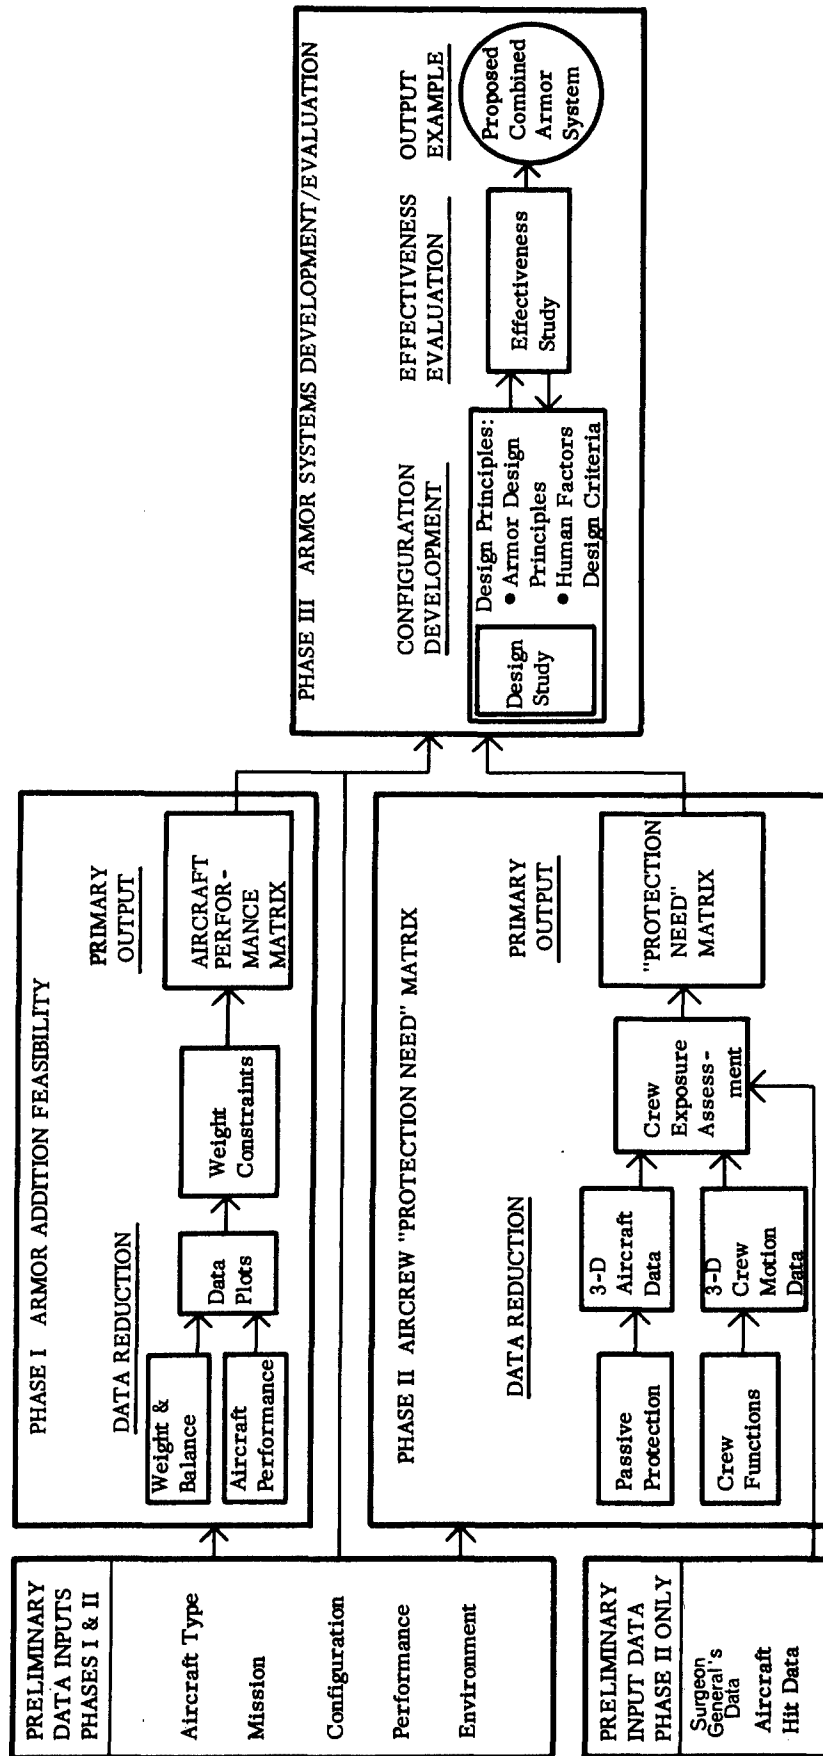 PRELIMINARY
DATA INPUTS
PHASES I & II
Aircraft Type
Mission
Configuration
Performance
Environment
PRELIMINARY
INPUT DATA
PHASE II ONLY
Surgeon
General's
Data
Aircraft
Hit Data
PHASE I ARMOR ADDITION FEASIBILITY
DATA REDUCTION
PRIMARY
OUTPUT
Weight &
Balance
Aircraft
Performance
Data
Plots
Weight
Constraints
AIRCRAFT
PERFOR-
MANCE
MATRIX
PHASE II AIRCREW "PROTECTION NEED" MATRIX
DATA REDUCTION
PRIMARY
OUTPUT
Passive
Protection
3-D
Aircraft
Data
Crew
Functions
3-D
Crew
Motion
Data
Crew
Exposure
Assess-
ment
"PROTECTION
NEED"
MATRIX
PHASE III ARMOR SYSTEMS DEVELOPMENT/EVALUATION
CONFIGURATION
DEVELOPMENT
EFFECTIVENESS
EVALUATION
OUTPUT
EXAMPLE
Design
Study
Design Principles:
• Armor Design
Principles
• Human Factors
Design Criteria
Effectiveness
Study
Proposed
Combined
Armor
System